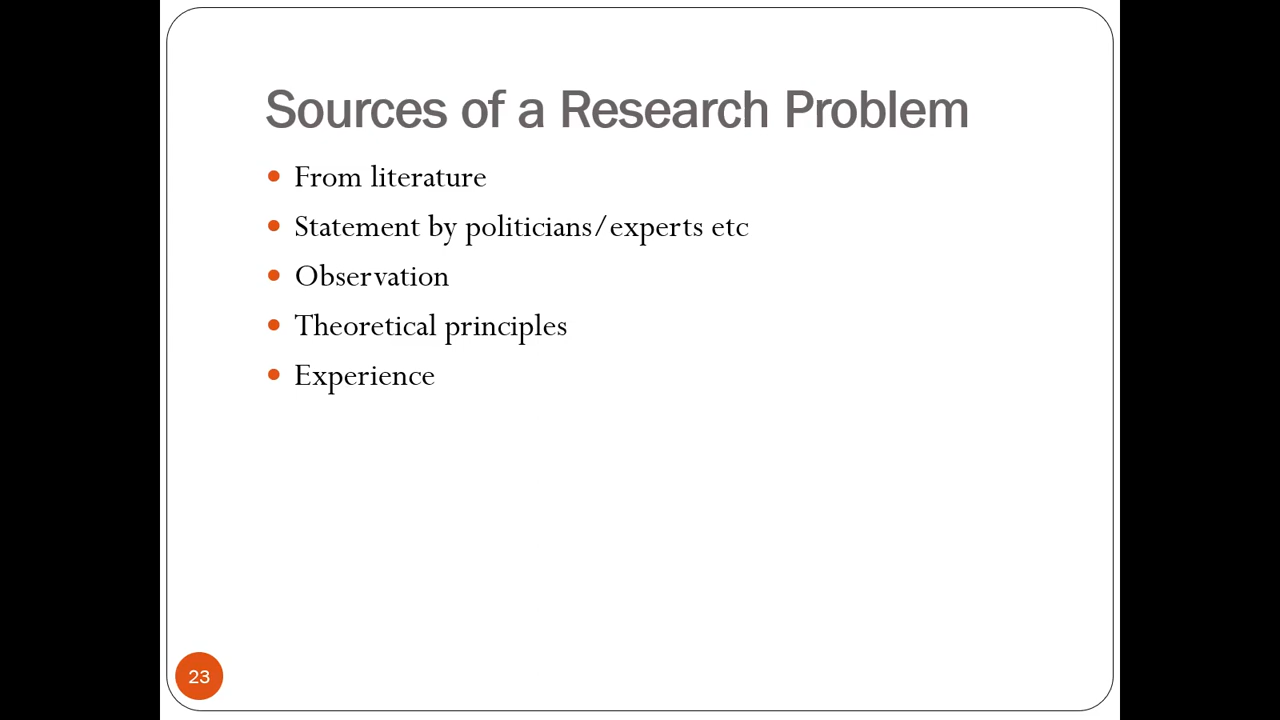 Sources of a Research Problem
From literature
Statement by politicians/experts etc
Observation
Theoretical principles
Experience
23